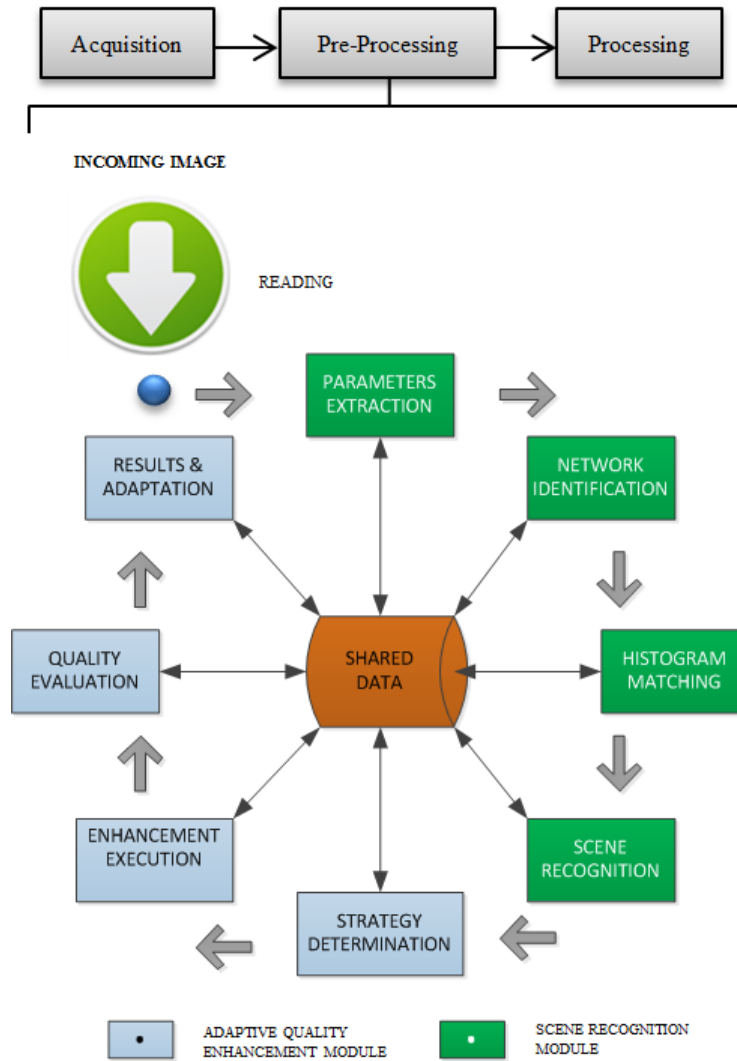 Acquisition
Pre-Processing
Processing
INCOMING IMAGE
READING
PARAMETERS
EXTRACTION
NETWORK
IDENTIFICATION
HISTOGRAM
MATCHING
SCENE
RECOGNITION
STRATEGY
DETERMINATION
ENHANCEMENT
EXECUTION
QUALITY
EVALUATION
RESULTS &
ADAPTATION
SHARED
DATA
ADAPTIVE QUALITY
ENHANCEMENT MODULE
SCENE RECOGNITION
MODULE